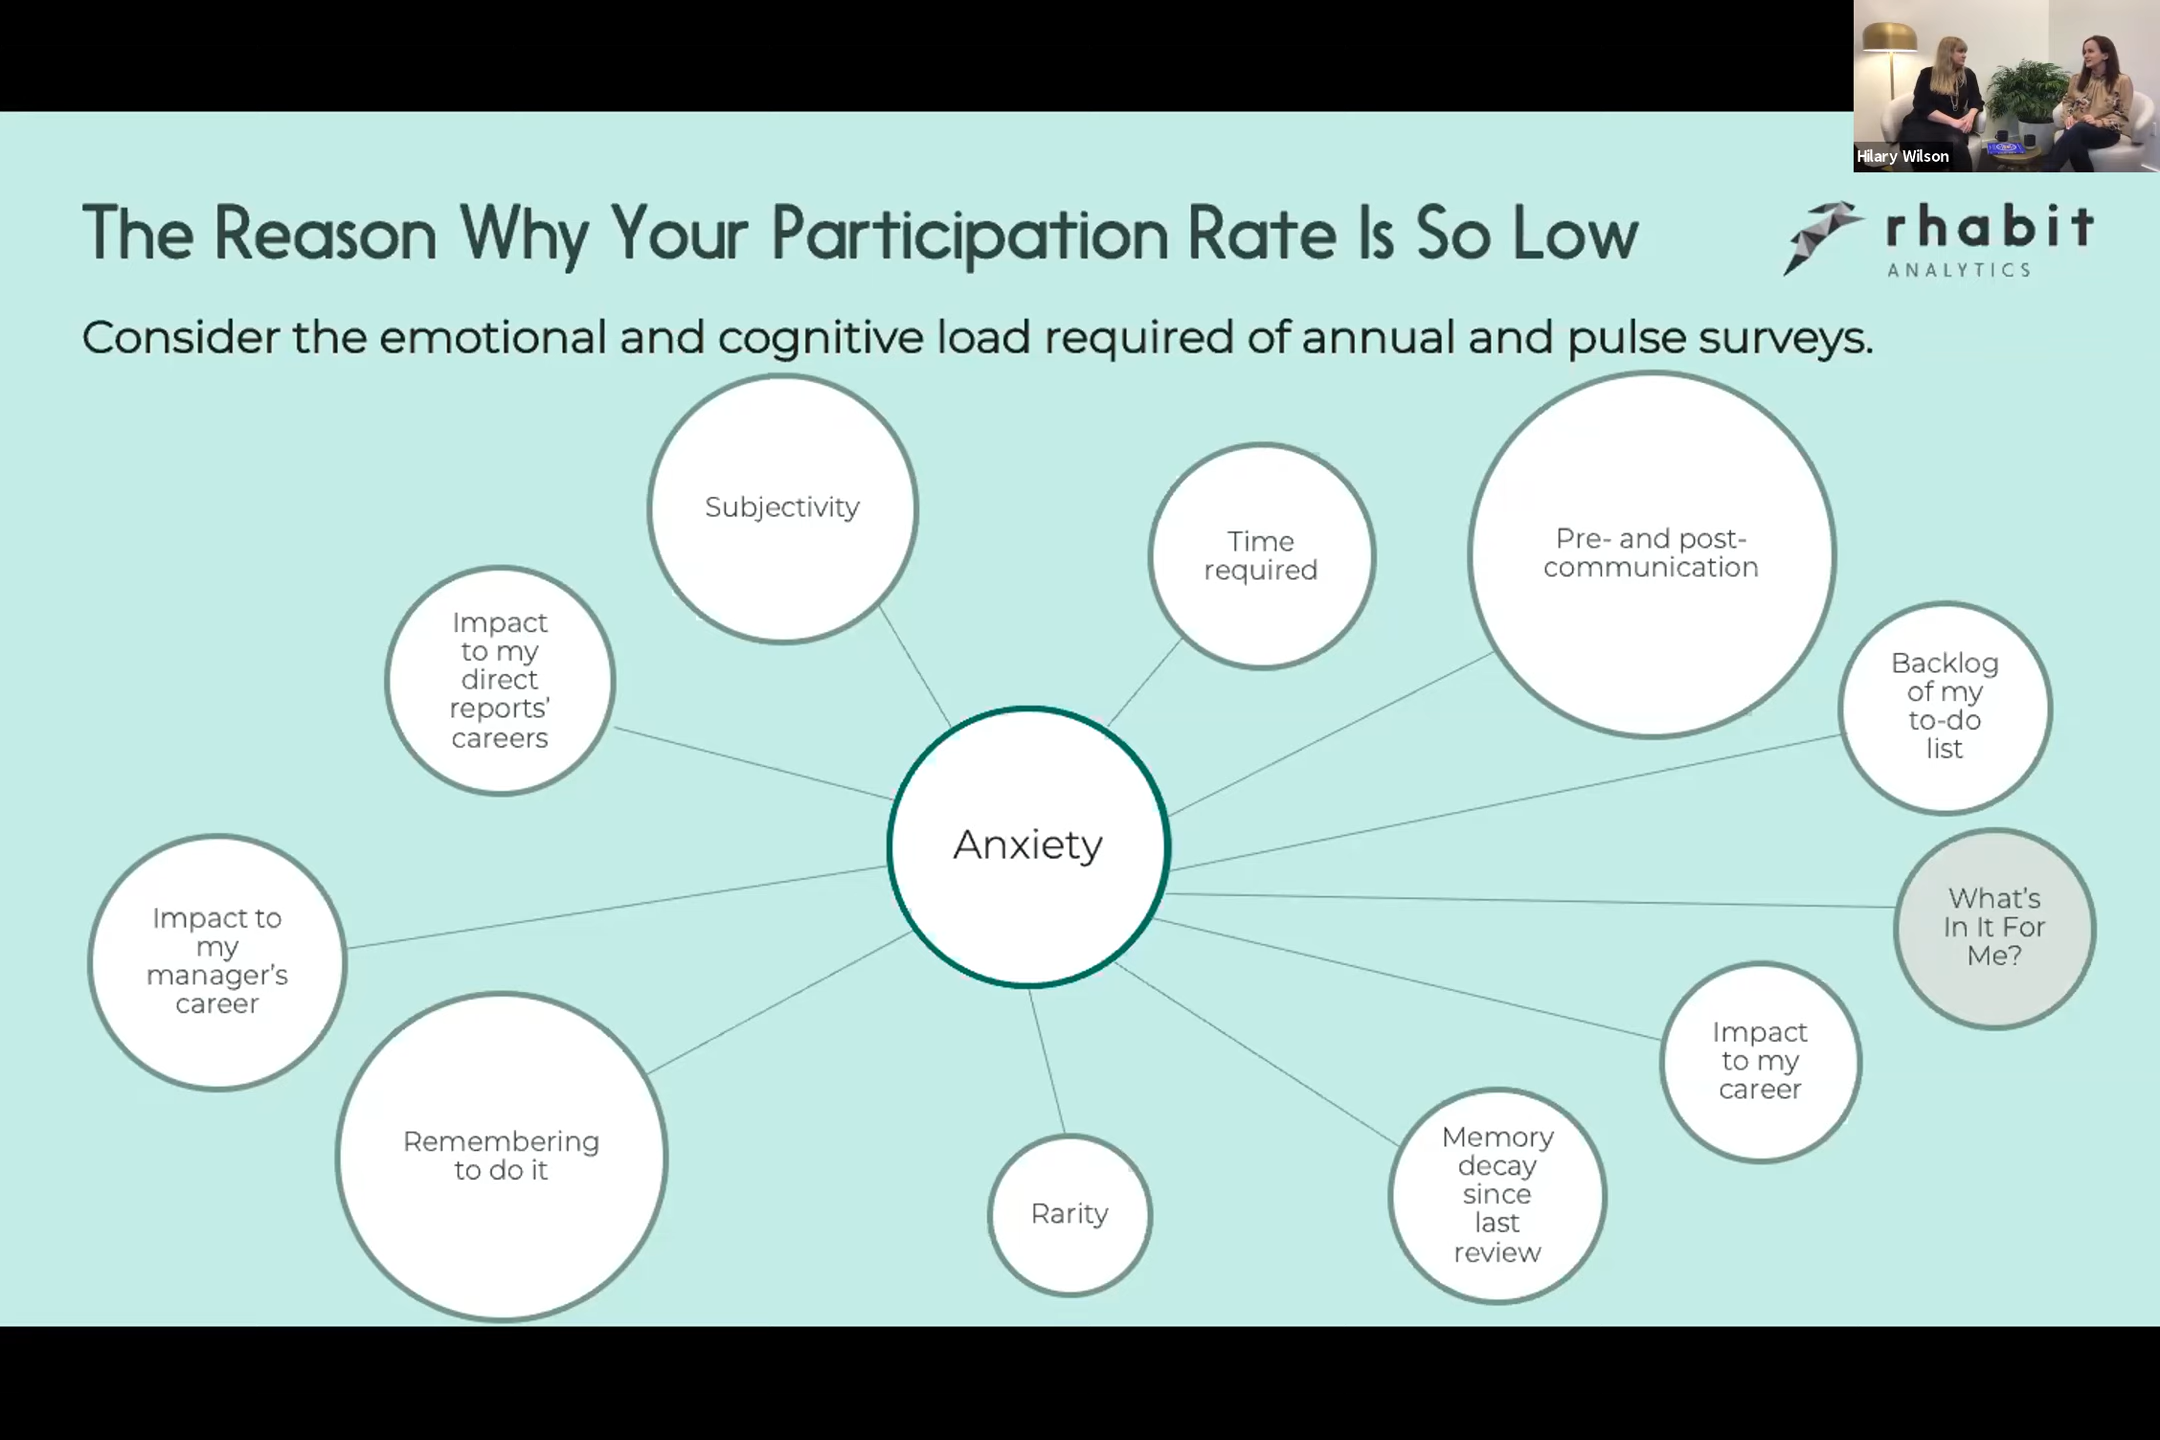 Hilary Wilson
The Reason Why Your Participation Rate Is So Low
rhabit
ANALYTICS
Consider the emotional and cognitive load required of annual and pulse surveys.
Subjectivity
Time
required
Pre- and post-
communication
Impact
to my
direct
reports’
careers
Backlog
of my
to-do
list
Anxiety
Impact to
my
manager’s
career
What’s
In It For
Me?
Remembering
to do it
Rarity
Memory
decay
since
last
review
Impact
to my
career